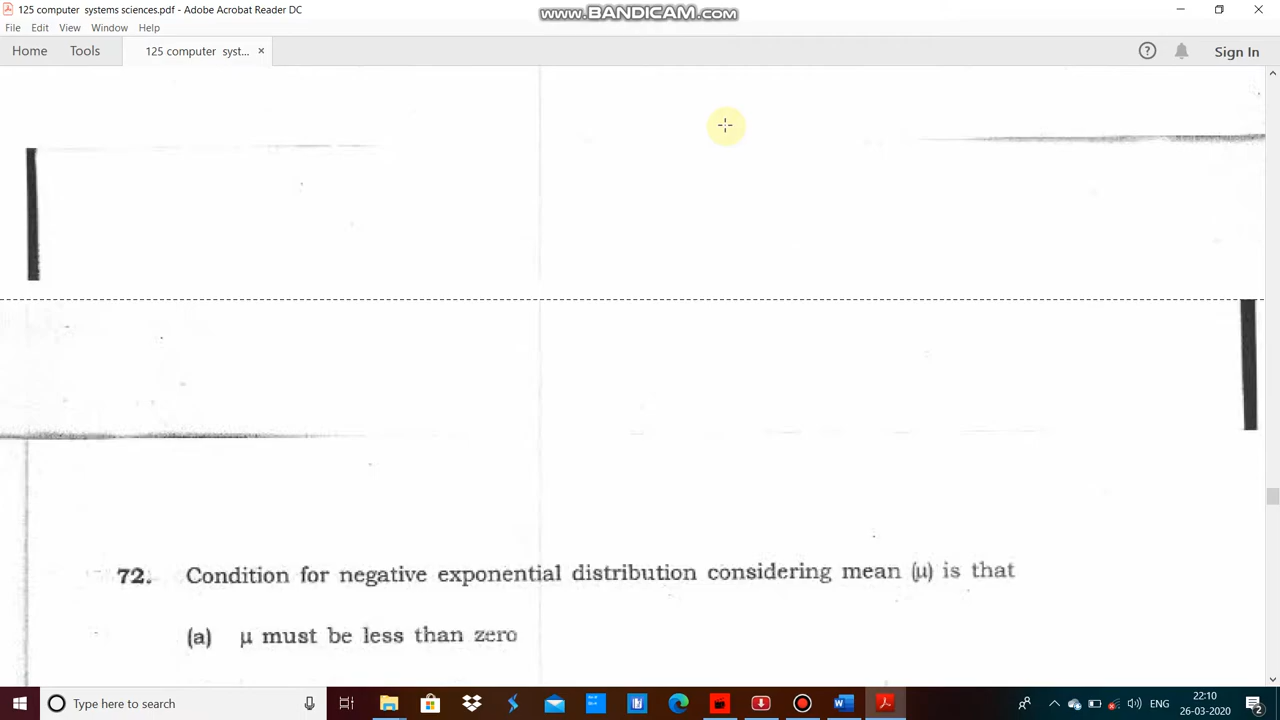 125 computer  systems sciences.pdf - Adobe Acrobat Reader DC
www.BANDICAM.com
File Edit View Window Help
Home Tools 125 computer  syst... × Sign In
72. Condition for negative exponential distribution considering mean (μ) is that
(a) μ must be less than zero
Type here to search
ENG
22:10
26-03-2020
2